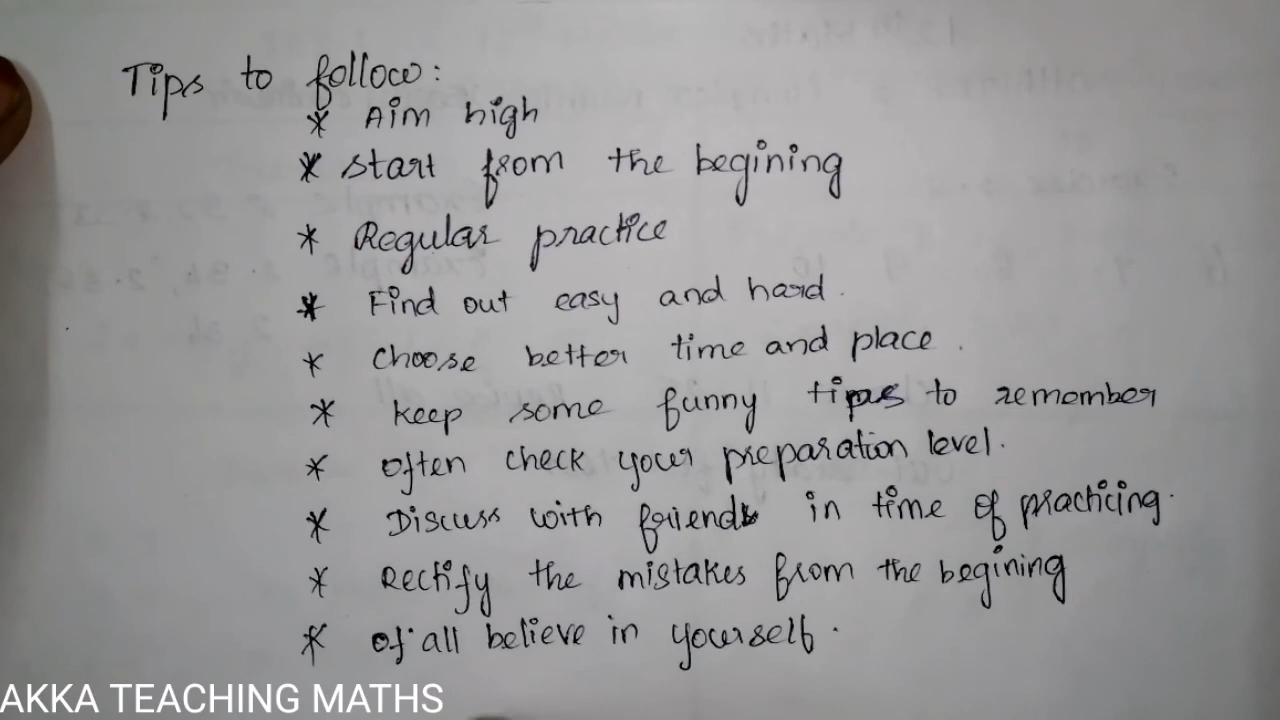 Tips to follow:
* Aim high
* start from the begining
* Regular practice
* Find out easy and hard.
* choose better time and place.
* keep some funny tips to remember
* often check your preparation level.
* Discuss with friends in time of practicing.
* Rectify the mistakes from the begining
* of all believe in yourself.
AKKA TEACHING MATHS